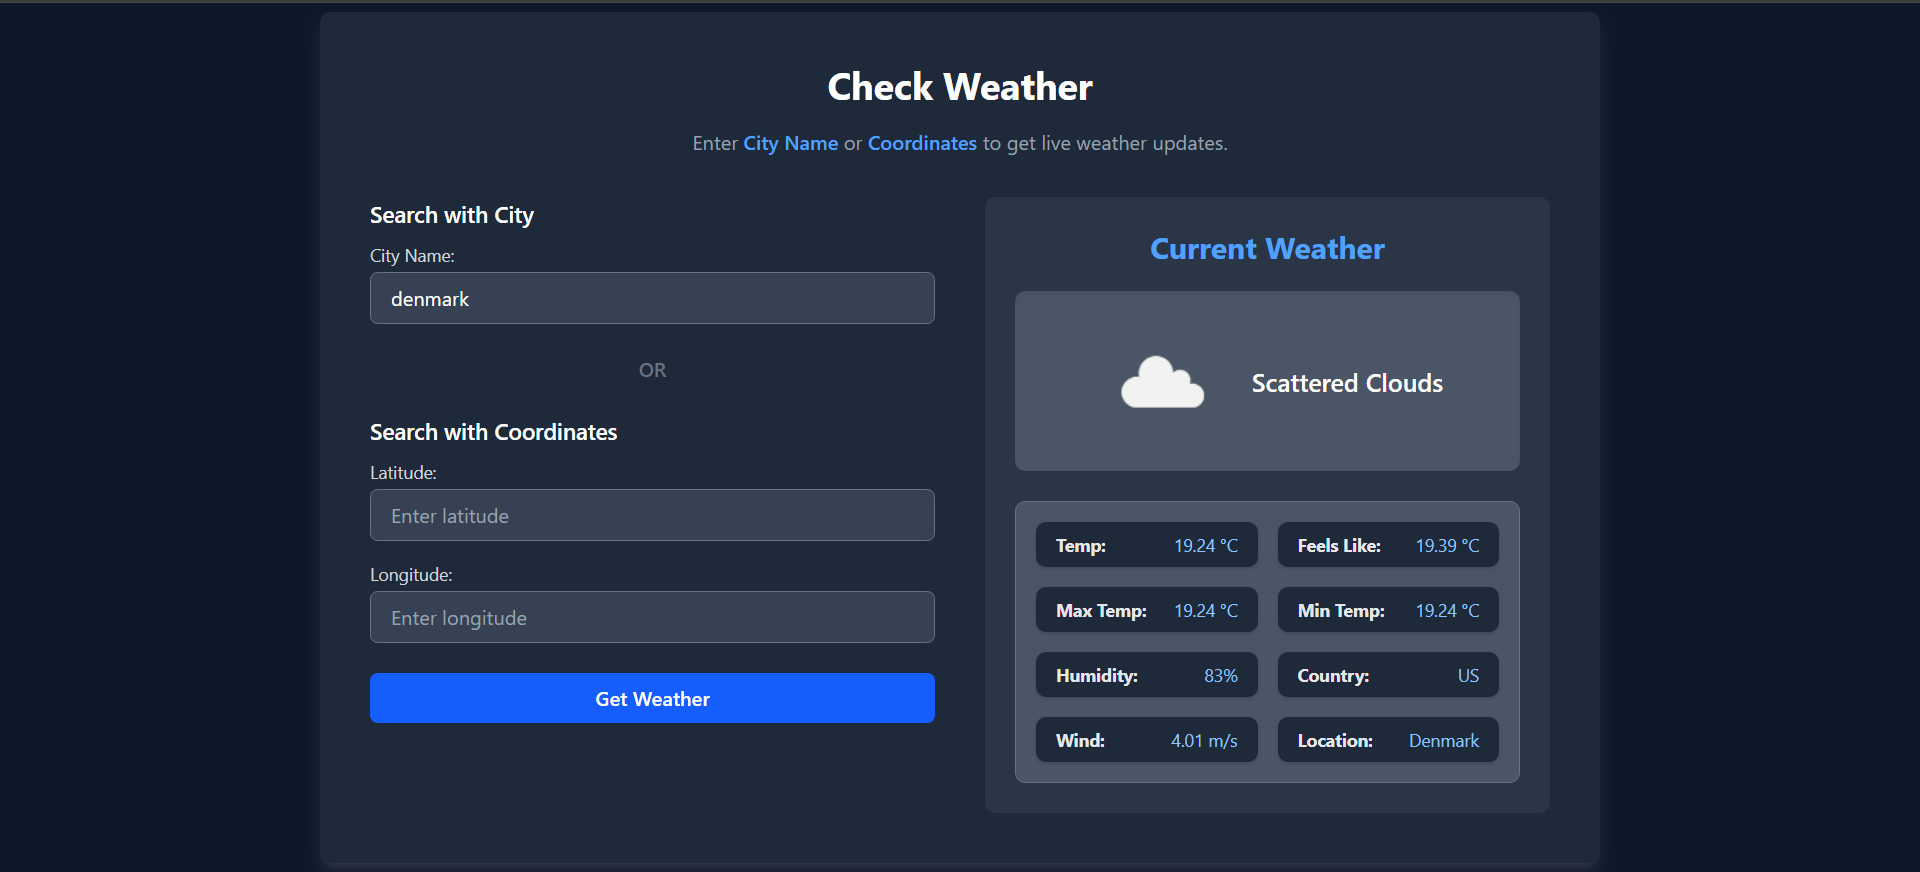 Check Weather
Enter City Name or Coordinates to get live weather updates.
Search with City
City Name:
denmark
OR
Search with Coordinates
Latitude:
Enter latitude
Longitude:
Enter longitude
Get Weather
Current Weather
Scattered Clouds
Temp: 19.24 °C
Feels Like: 19.39 °C
Max Temp: 19.24 °C
Min Temp: 19.24 °C
Humidity: 83%
Country: US
Wind: 4.01 m/s
Location: Denmark